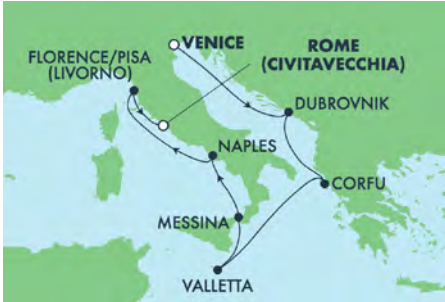 VENICE
FLORENCE/PISA
(LIVORNO)
ROME
(CIVITAVECCHIA)
DUBROVNIK
NAPLES
CORFU
MESSINA
VALLETTA